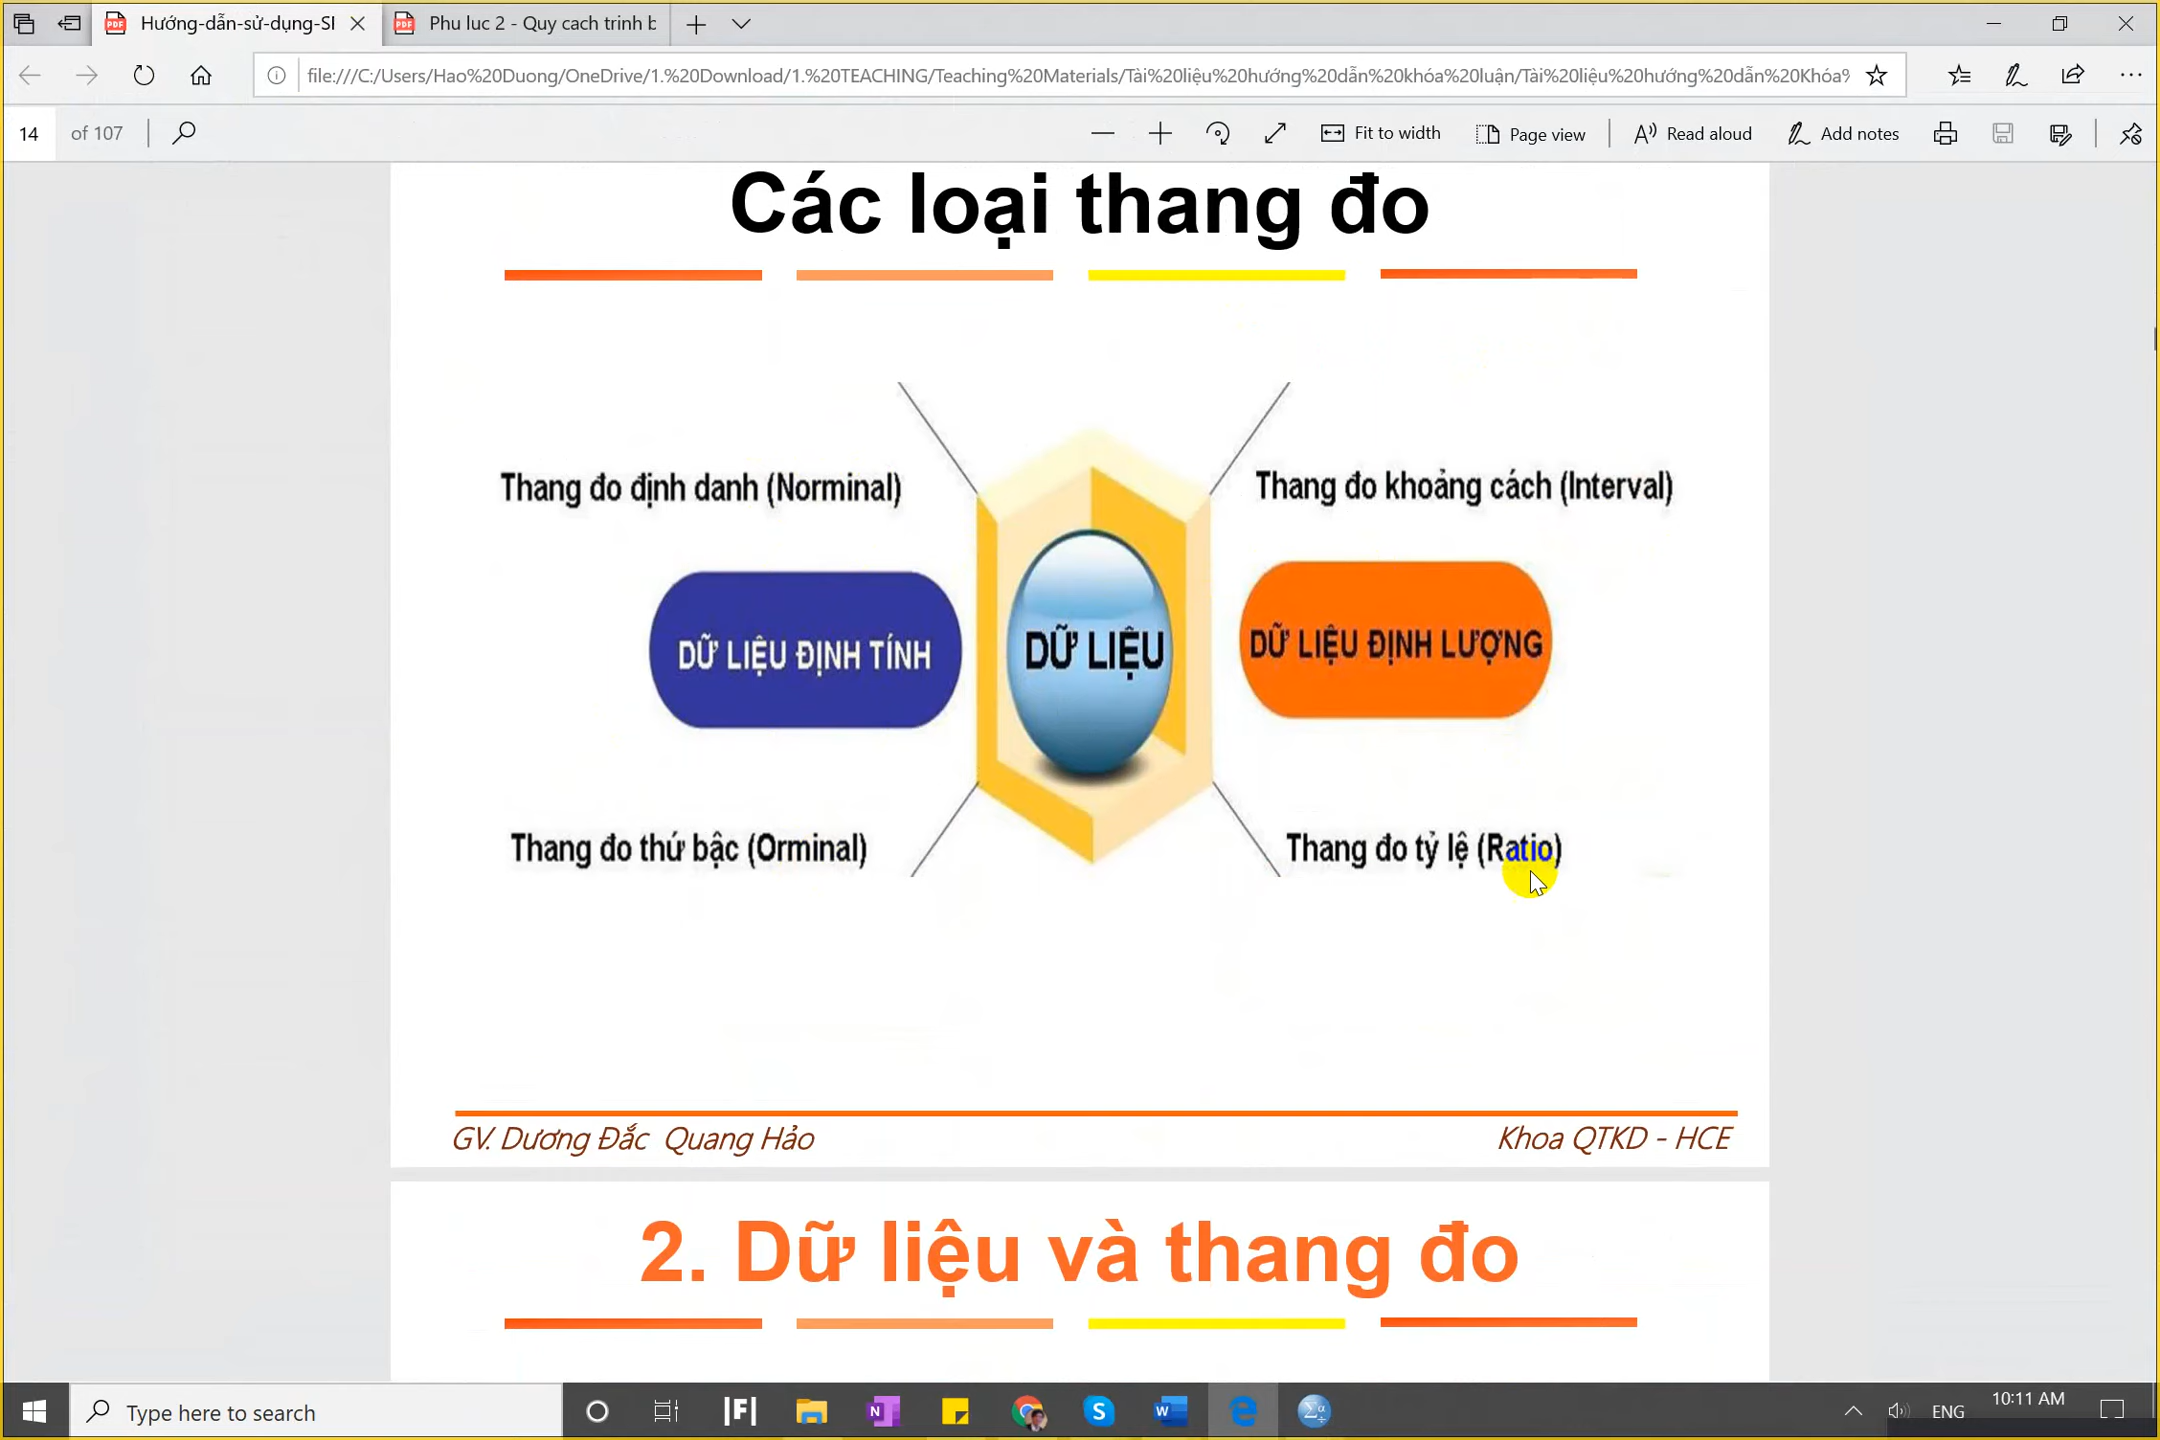 Hướng-dẫn-sử-dụng-SI
Phu luc 2 - Quy cach trinh b
file:///C:/Users/Hao%20Duong/OneDrive/1.%20Download/1.%20TEACHING/Teaching%20Materials/Tài%20liệu%20hướng%20dẫn%20khóa%20luận/Tài%20liệu%20hướng%20dẫn%20Khóa%
14 of 107
Fit to width
Page view
Read aloud
Add notes
Các loại thang đo
Thang đo định danh (Norminal)
Thang đo khoảng cách (Interval)
DỮ LIỆU ĐỊNH TÍNH
DỮ LIỆU
DỮ LIỆU ĐỊNH LƯỢNG
Thang đo thứ bậc (Orminal)
Thang đo tỷ lệ (Ratio)
GV. Dương Đắc Quang Hảo
Khoa QTKD - HCE
2. Dữ liệu và thang đo
Type here to search
ENG
10:11 AM